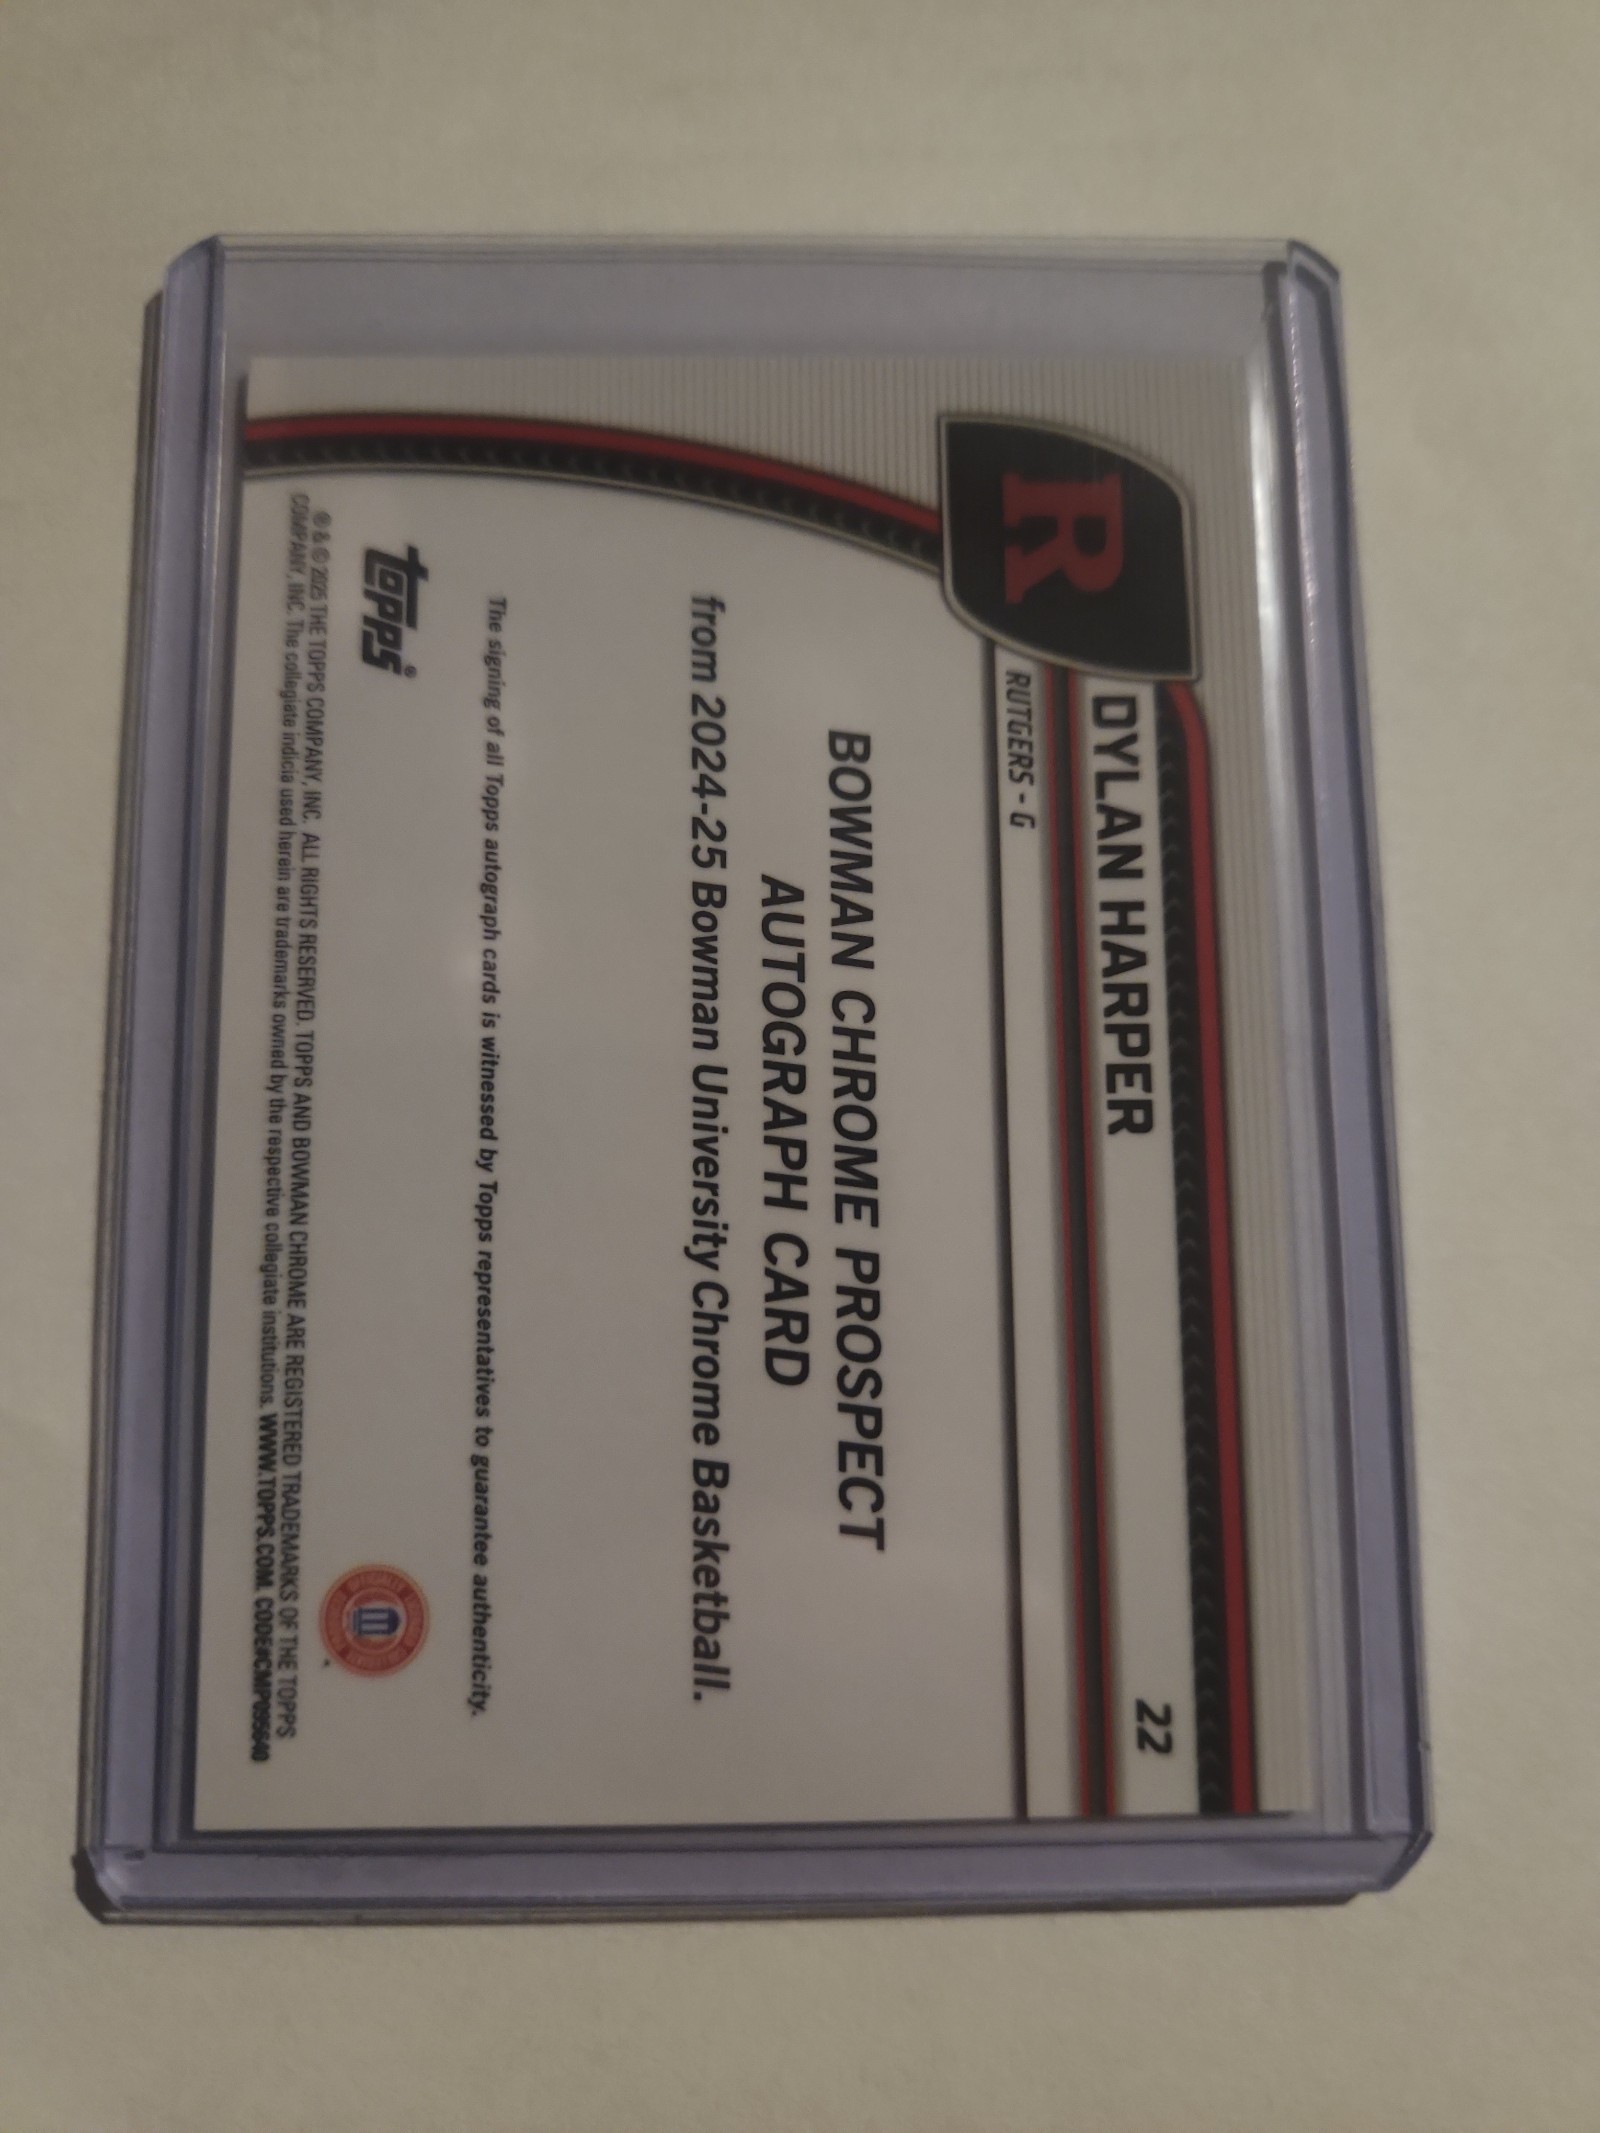 R
DYLAN HARPER
22
RUTGERS - G
BOWMAN CHROME PROSPECT
AUTOGRAPH CARD
from 2024-25 Bowman University Chrome Basketball.
The signing of all Topps autograph cards is witnessed by Topps representatives to guarantee authenticity.
topps®
® & © 2025 THE TOPPS COMPANY, INC. ALL RIGHTS RESERVED. TOPPS AND BOWMAN CHROME ARE REGISTERED TRADEMARKS OF THE TOPPS
COMPANY, INC. The collegiate indicia used herein are trademarks owned by the respective collegiate institutions. WWW.TOPPS.COM. CODE#CMP095640